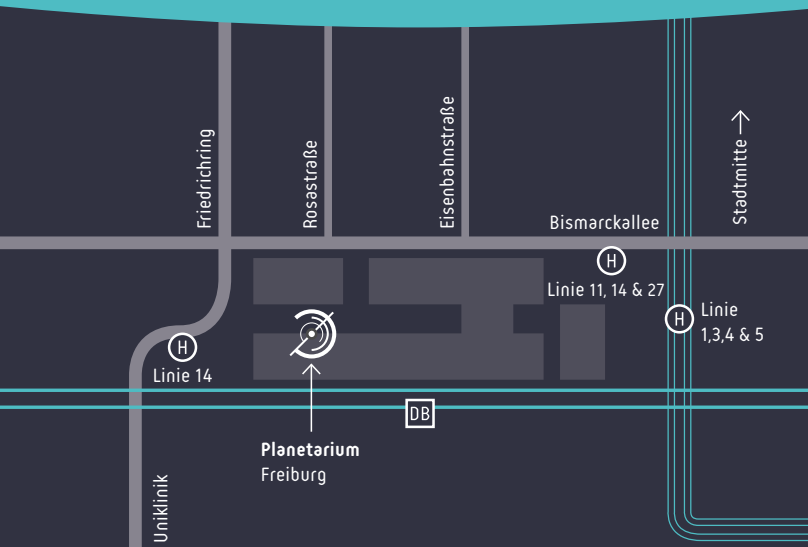 Friedrichring
Rosastraße
Eisenbahnstraße
Stadtmitte
Bismarckallee
H
Linie 11, 14 & 27
H
Linie
1,3,4 & 5
H
Linie 14
DB
Planetarium
Freiburg
Uniklinik